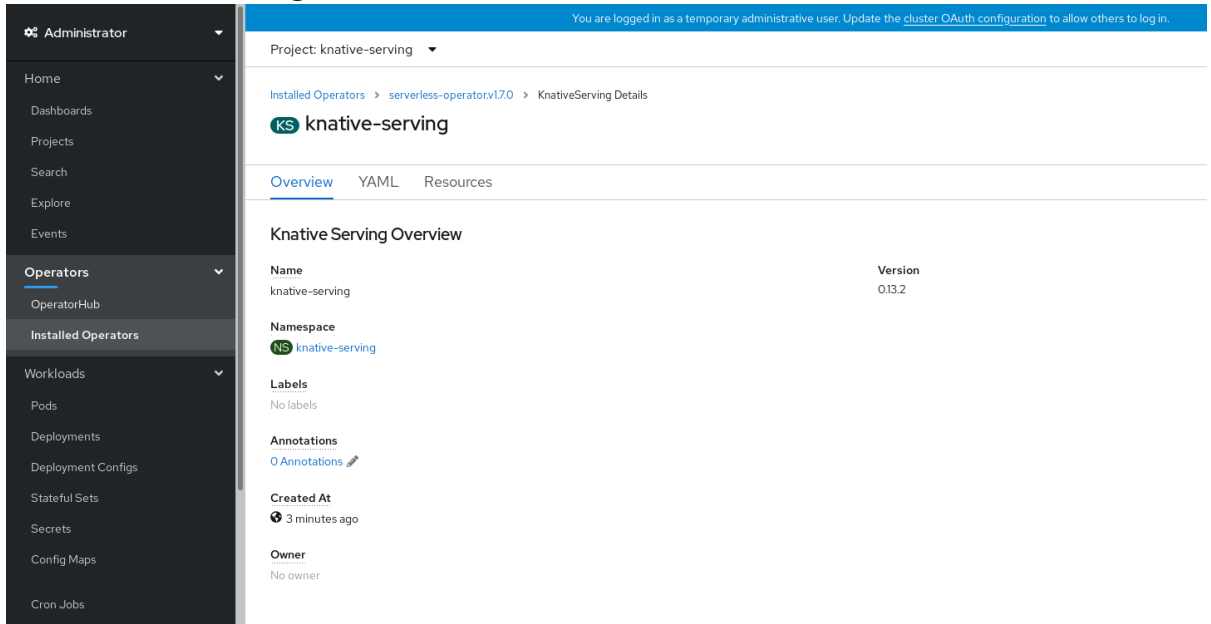 You are logged in as a temporary administrative user. Update the cluster OAuth configuration to allow others to log in.
Administrator
Home
Dashboards
Projects
Search
Explore
Events
Operators
OperatorHub
Installed Operators
Workloads
Pods
Deployments
Deployment Configs
Stateful Sets
Secrets
Config Maps
Cron Jobs
Project: knative-serving
Installed Operators > serverless-operator.v1.7.0 > KnativeServing Details
KS knative-serving
Overview YAML Resources
Knative Serving Overview
Name
knative-serving
Version
0.13.2
Namespace
NS knative-serving
Labels
No labels
Annotations
0 Annotations
Created At
3 minutes ago
Owner
No owner